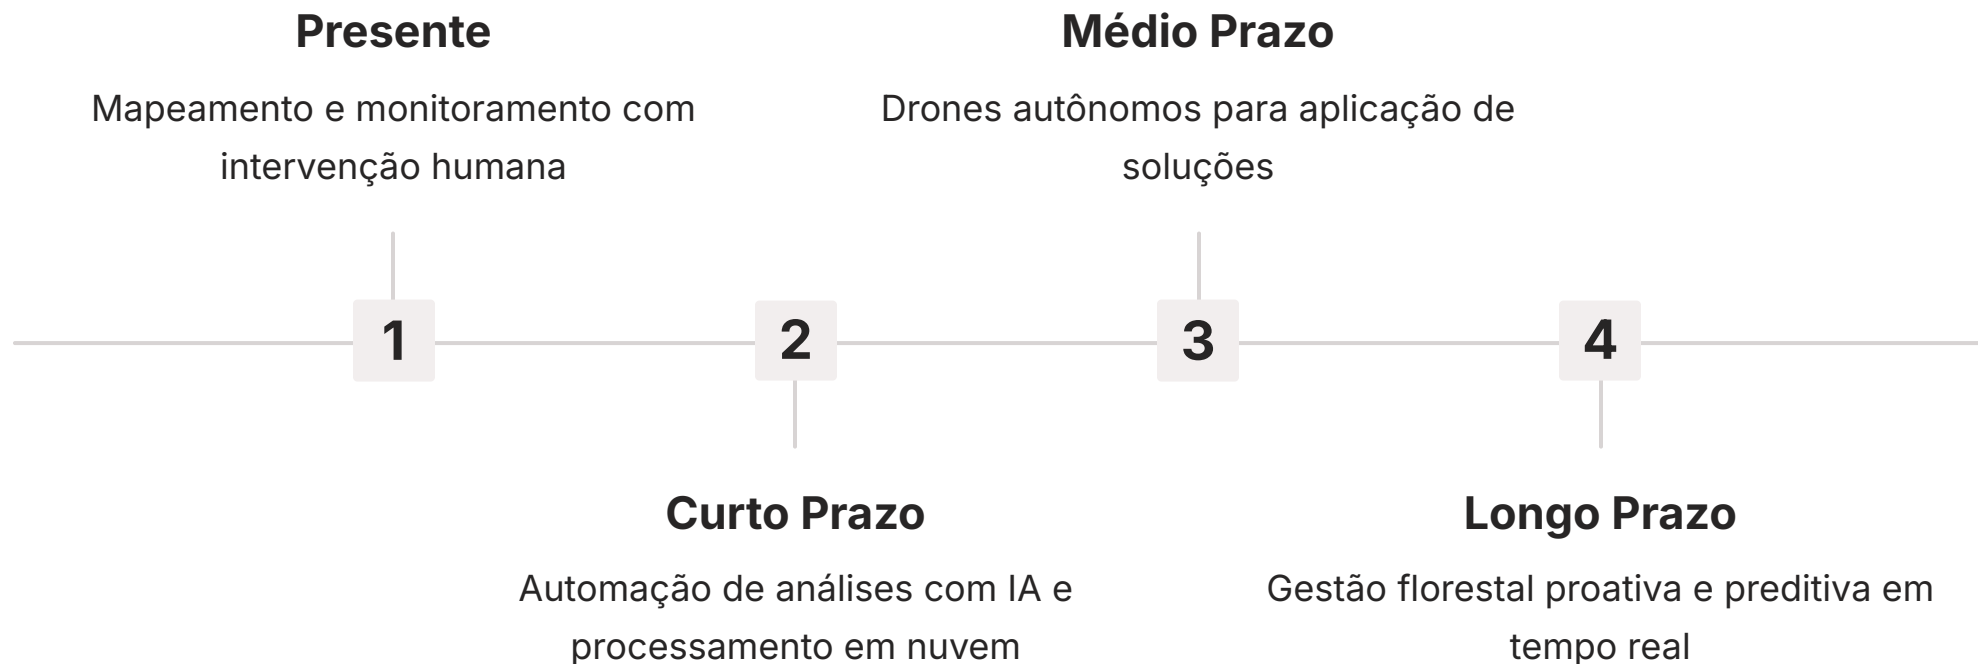 Presente
Mapeamento e monitoramento com
intervenção humana
Médio Prazo
Drones autônomos para aplicação de
soluções
1
2
3
4
Curto Prazo
Automação de análises com IA e
processamento em nuvem
Longo Prazo
Gestão florestal proativa e preditiva em
tempo real